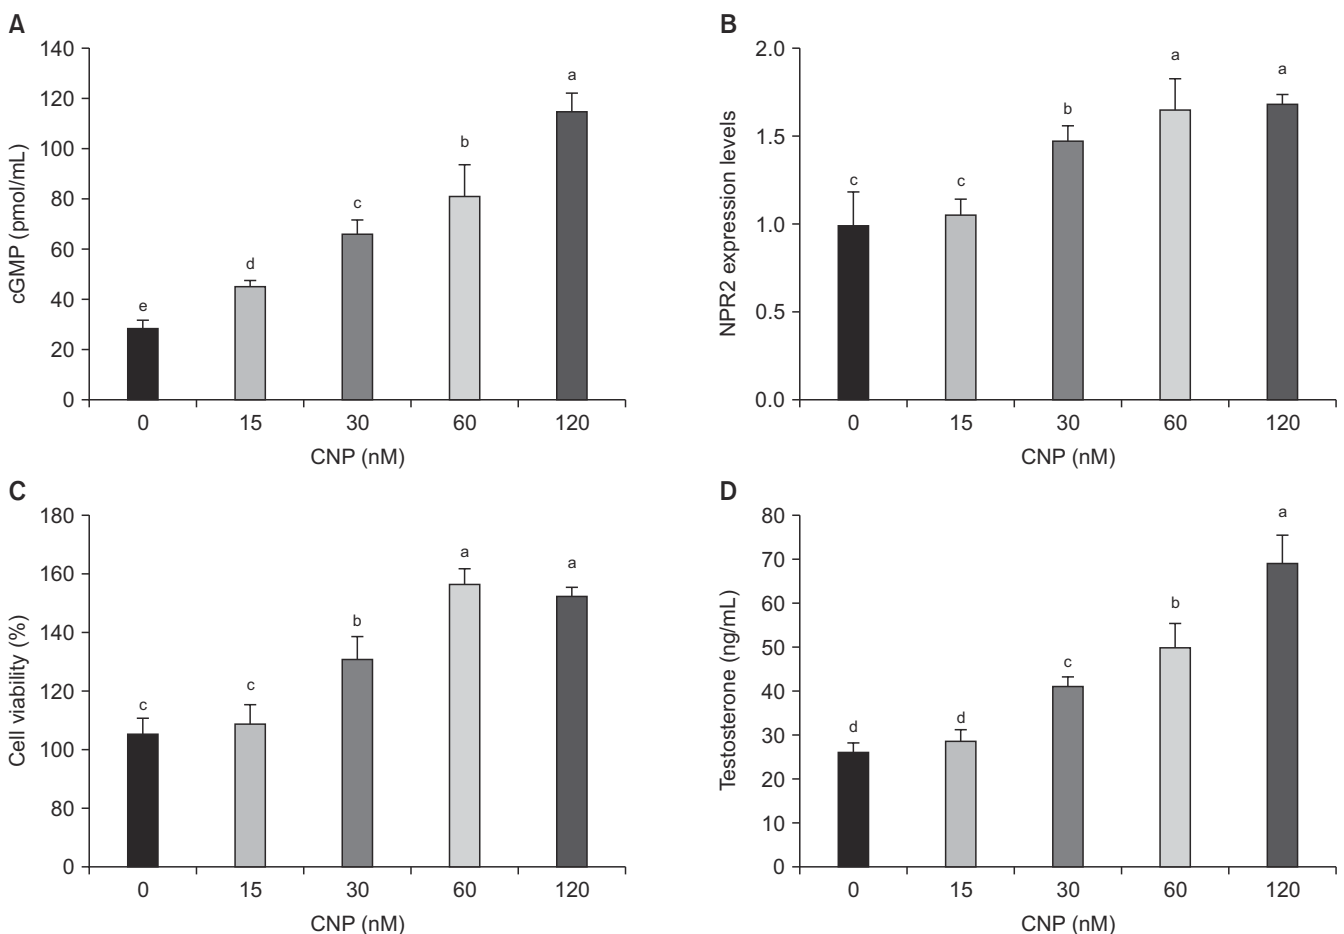 A
cGMP (pmol/mL)
140
120
100
80
60
40
20
0
e
d
c
b
a
0 15 30 60 120
CNP (nM)
B
NPR2 expression levels
2.0
1.5
1.0
0.5
0.0
c
c
b
a
a
0 15 30 60 120
CNP (nM)
C
Cell viability (%)
180
160
140
120
100
80
0
c
c
b
a
a
0 15 30 60 120
CNP (nM)
D
Testosterone (ng/mL)
80
70
60
50
40
30
20
10
0
d
d
c
b
a
0 15 30 60 120
CNP (nM)